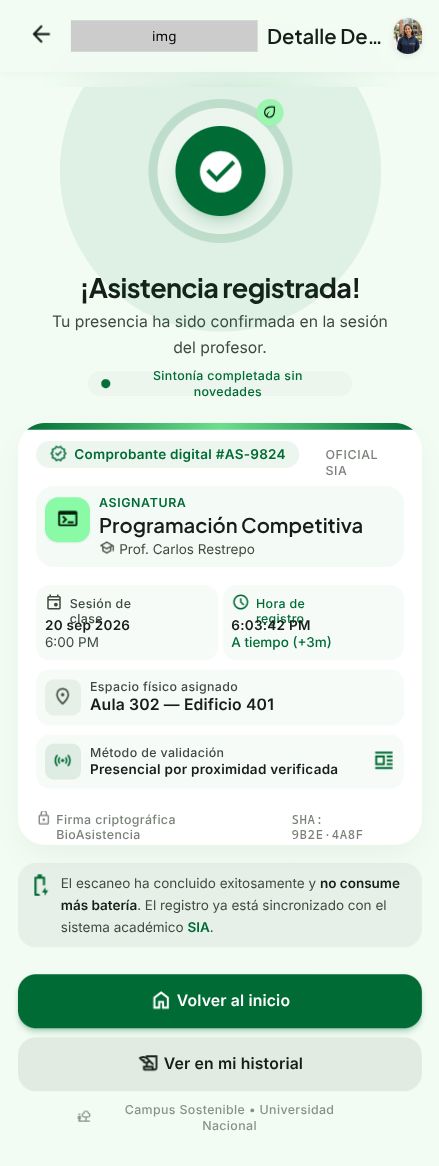 img
Detalle De...
¡Asistencia registrada!
Tu presencia ha sido confirmada en la sesión
del profesor.
Sintonía completada sin
novedades
Comprobante digital #AS-9824
OFICIAL
SIA
ASIGNATURA
Programación Competitiva
Prof. Carlos Restrepo
Sesión de
clase
20 sep 2026
6:00 PM
Hora de
registro
6:03:42 PM
A tiempo (+3m)
Espacio físico asignado
Aula 302 — Edificio 401
Método de validación
Presencial por proximidad verificada
Firma criptográfica
BioAsistencia
SHA:
9B2E·4A8F
El escaneo ha concluido exitosamente y no consume
más batería. El registro ya está sincronizado con el
sistema académico SIA.
Volver al inicio
Ver en mi historial
Campus Sostenible • Universidad
Nacional